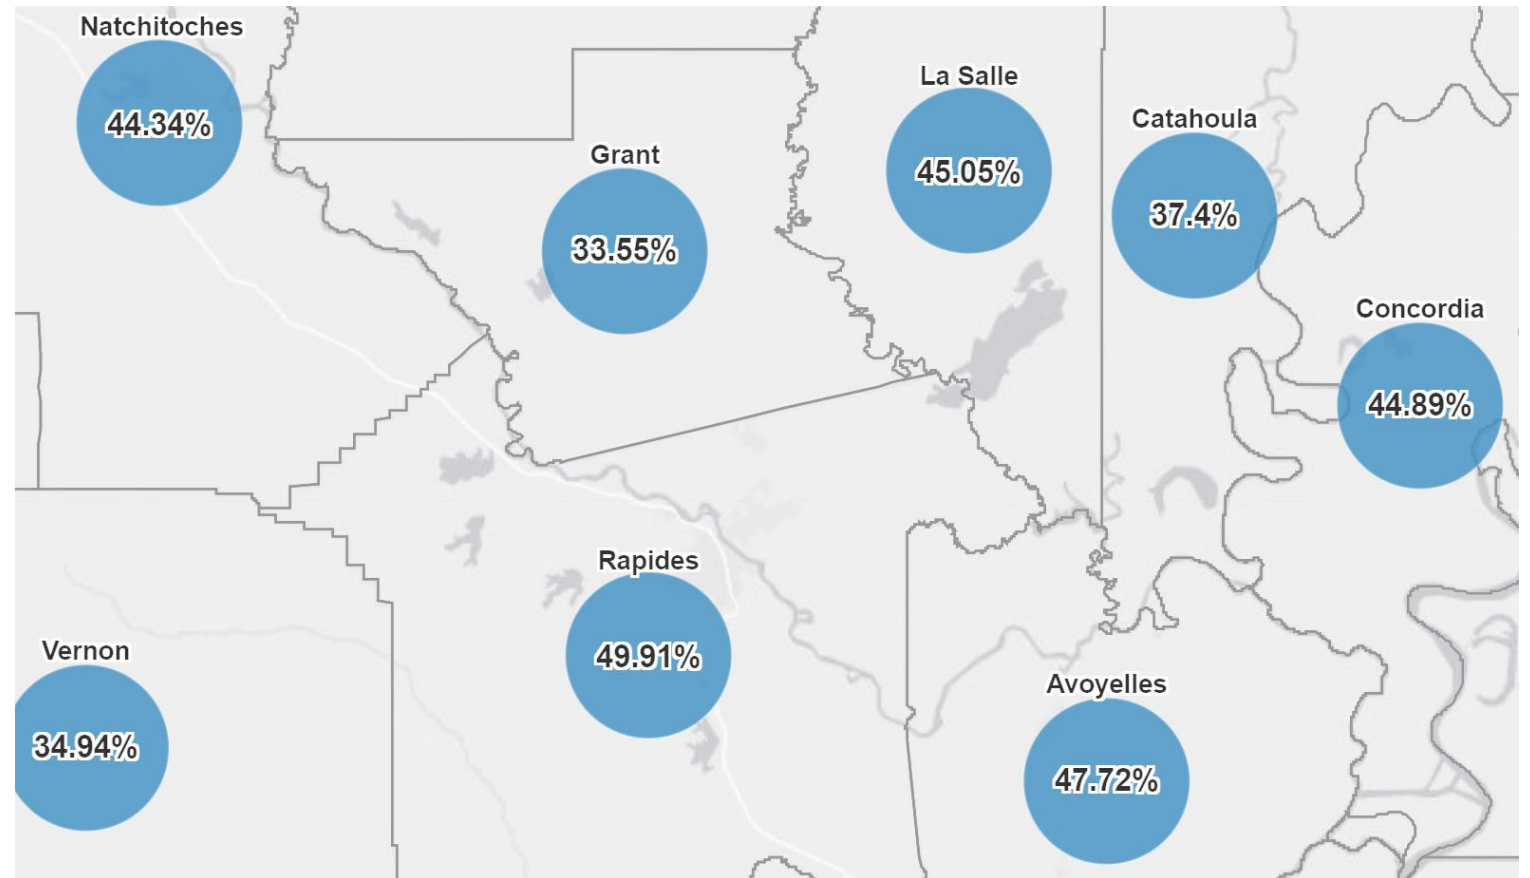 Natchitoches
44.34%
La Salle
45.05%
Catahoula
37.4%
Grant
33.55%
Concordia
44.89%
Rapides
49.91%
Vernon
34.94%
Avoyelles
47.72%